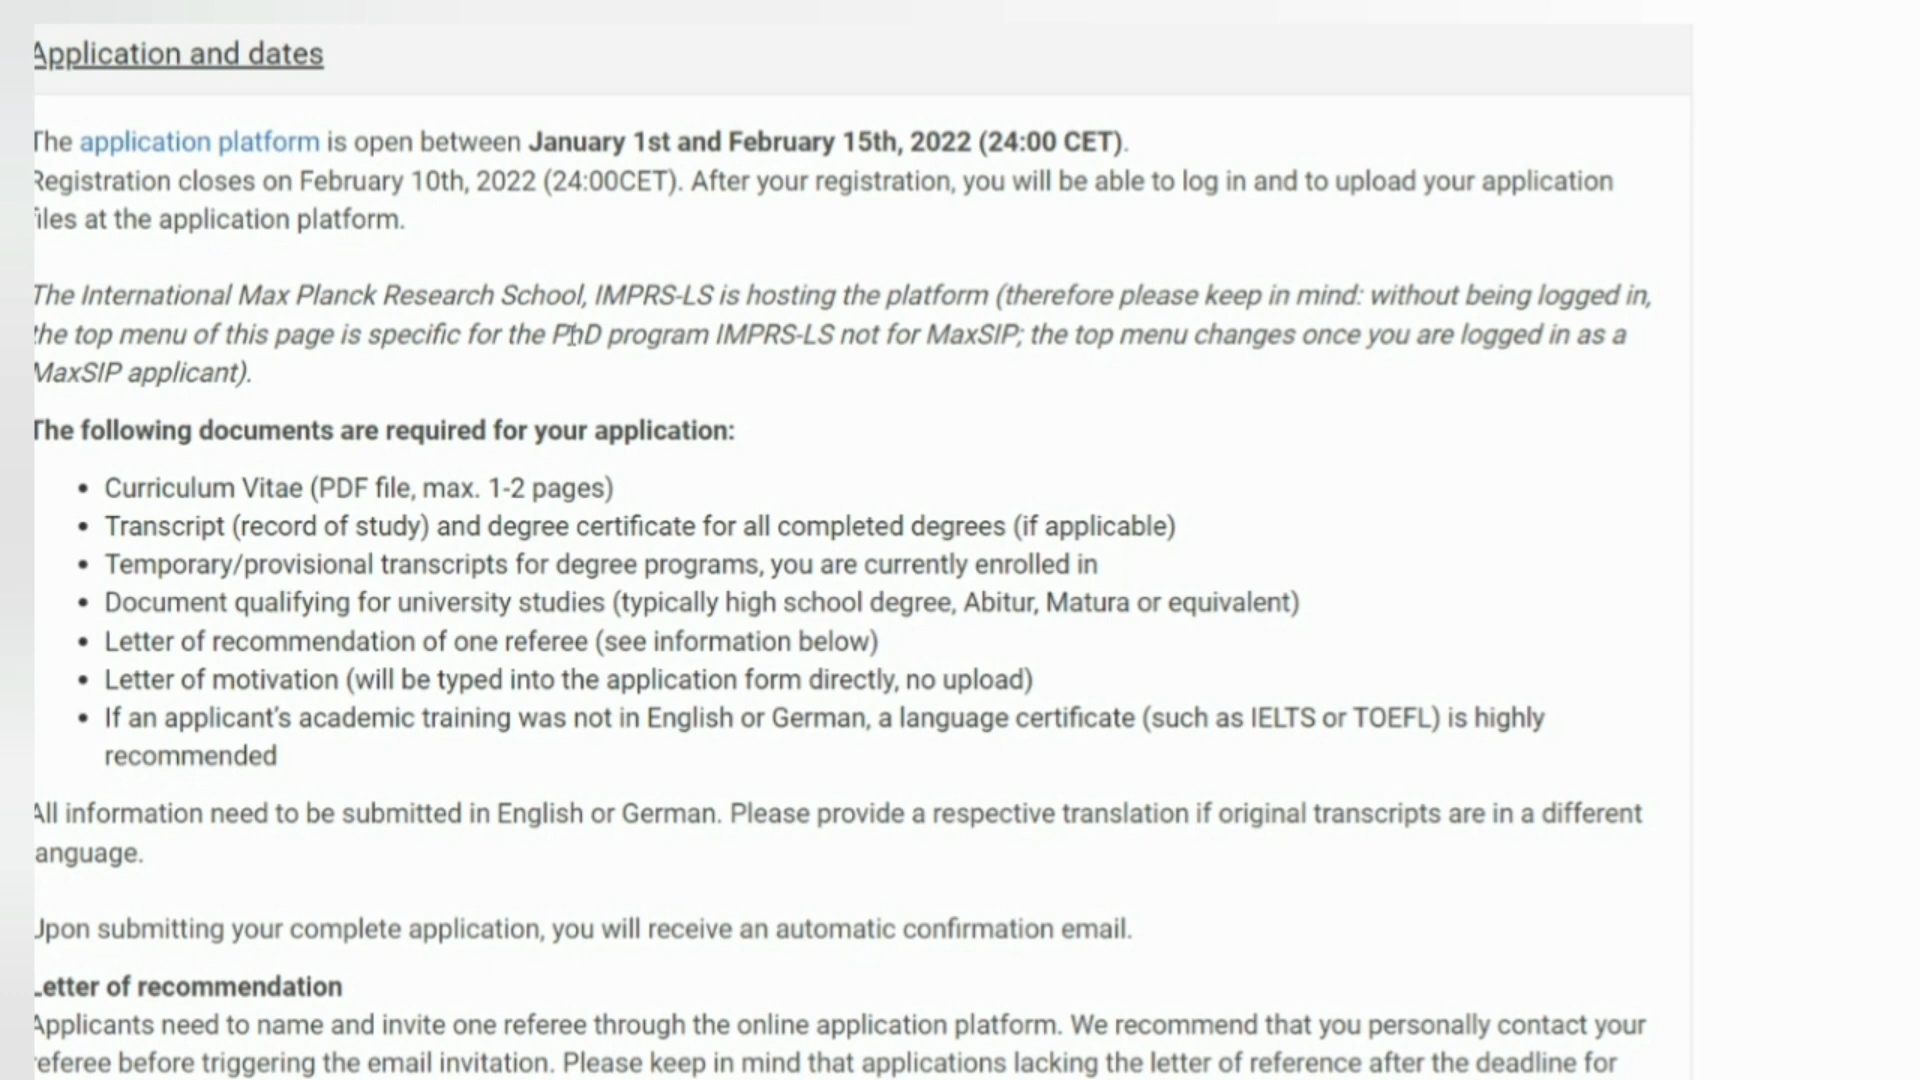 Application and dates
The application platform is open between January 1st and February 15th, 2022 (24:00 CET).
Registration closes on February 10th, 2022 (24:00CET). After your registration, you will be able to log in and to upload your application
files at the application platform.
The International Max Planck Research School, IMPRS-LS is hosting the platform (therefore please keep in mind: without being logged in,
the top menu of this page is specific for the PhD program IMPRS-LS not for MaxSIP; the top menu changes once you are logged in as a
MaxSIP applicant).
The following documents are required for your application:
• Curriculum Vitae (PDF file, max. 1-2 pages)
• Transcript (record of study) and degree certificate for all completed degrees (if applicable)
• Temporary/provisional transcripts for degree programs, you are currently enrolled in
• Document qualifying for university studies (typically high school degree, Abitur, Matura or equivalent)
• Letter of recommendation of one referee (see information below)
• Letter of motivation (will be typed into the application form directly, no upload)
• If an applicant's academic training was not in English or German, a language certificate (such as IELTS or TOEFL) is highly
recommended
All information need to be submitted in English or German. Please provide a respective translation if original transcripts are in a different
language.
Upon submitting your complete application, you will receive an automatic confirmation email.
Letter of recommendation
Applicants need to name and invite one referee through the online application platform. We recommend that you personally contact your
referee before triggering the email invitation. Please keep in mind that applications lacking the letter of reference after the deadline for